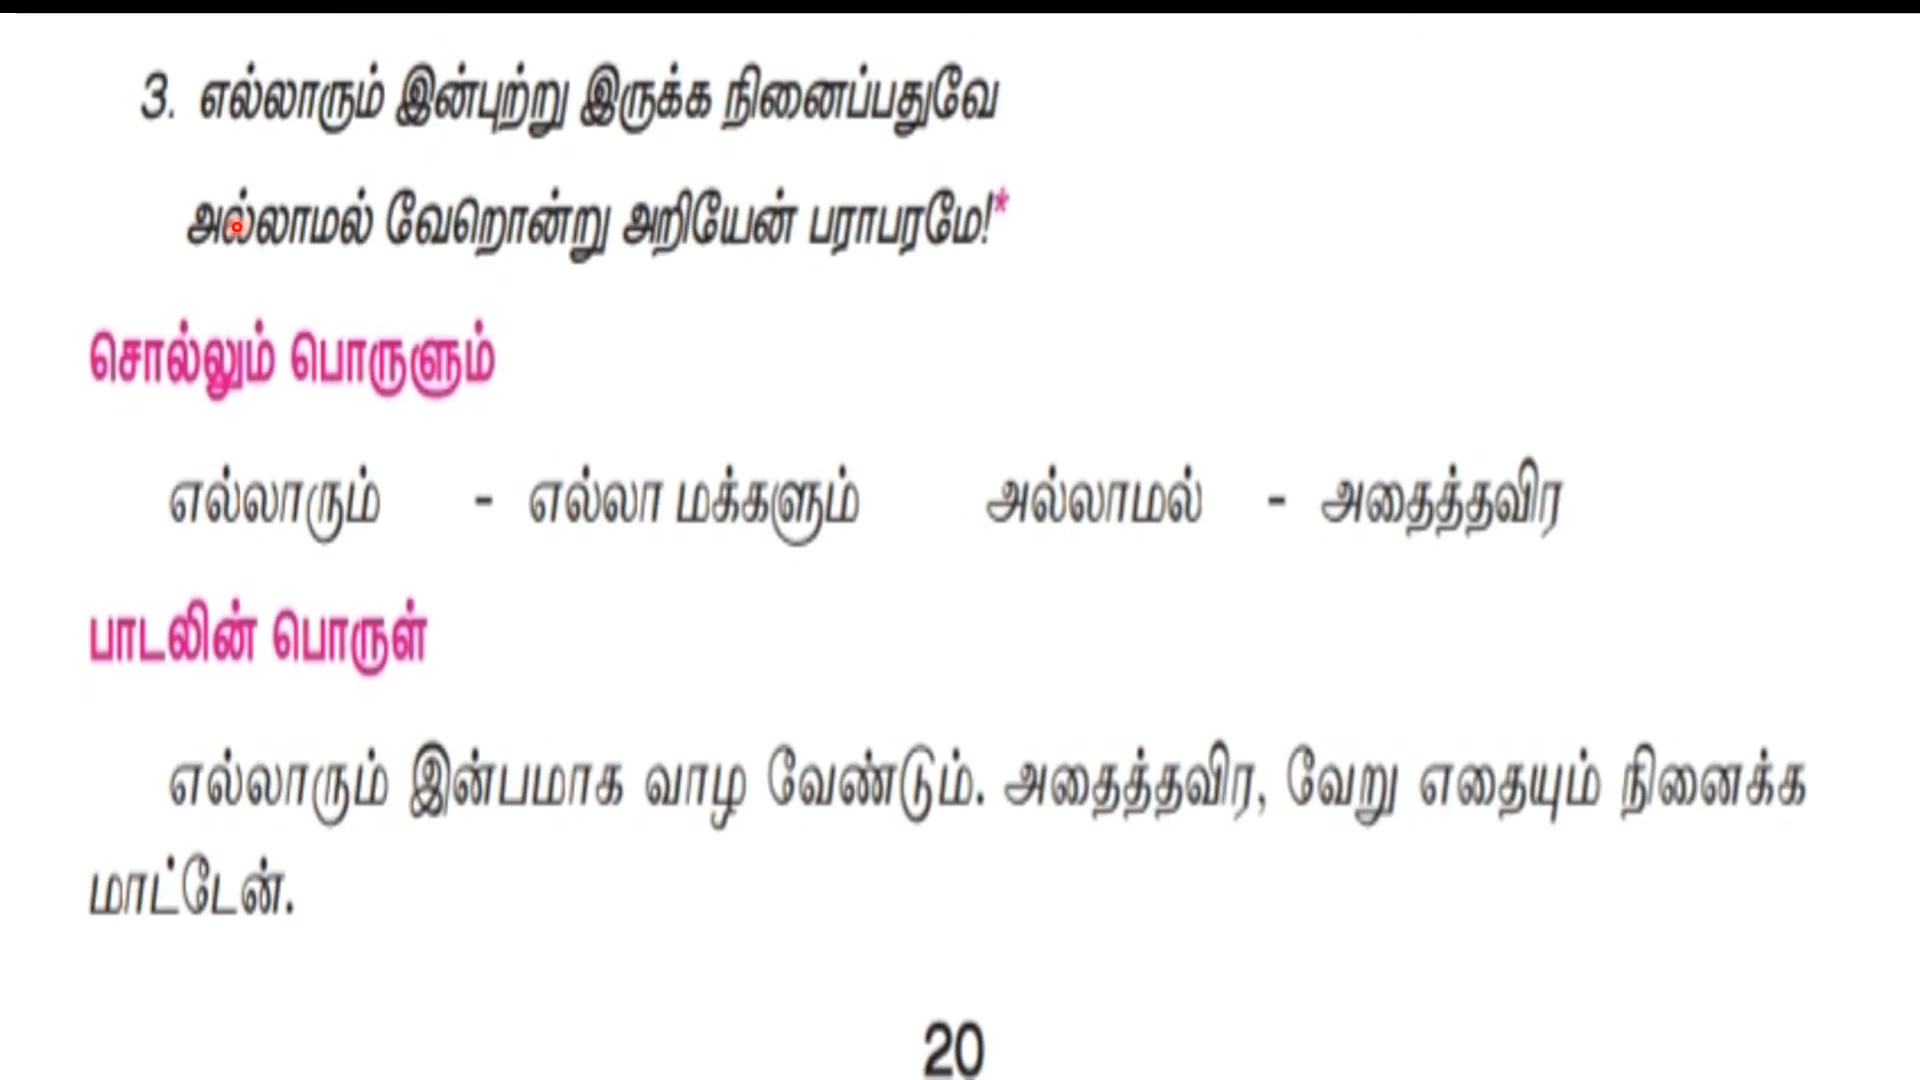 3. எல்லாரும் இன்புற்று இருக்க நினைப்பதுவே
அல்லாமல் வேறொன்று அறியேன் பராபரமே!*
சொல்லும் பொருளும்
எல்லாரும் - எல்லா மக்களும் அல்லாமல் - அதைத்தவிர
பாடலின் பொருள்
எல்லாரும் இன்பமாக வாழ வேண்டும். அதைத்தவிர, வேறு எதையும் நினைக்க
மாட்டேன்.
20